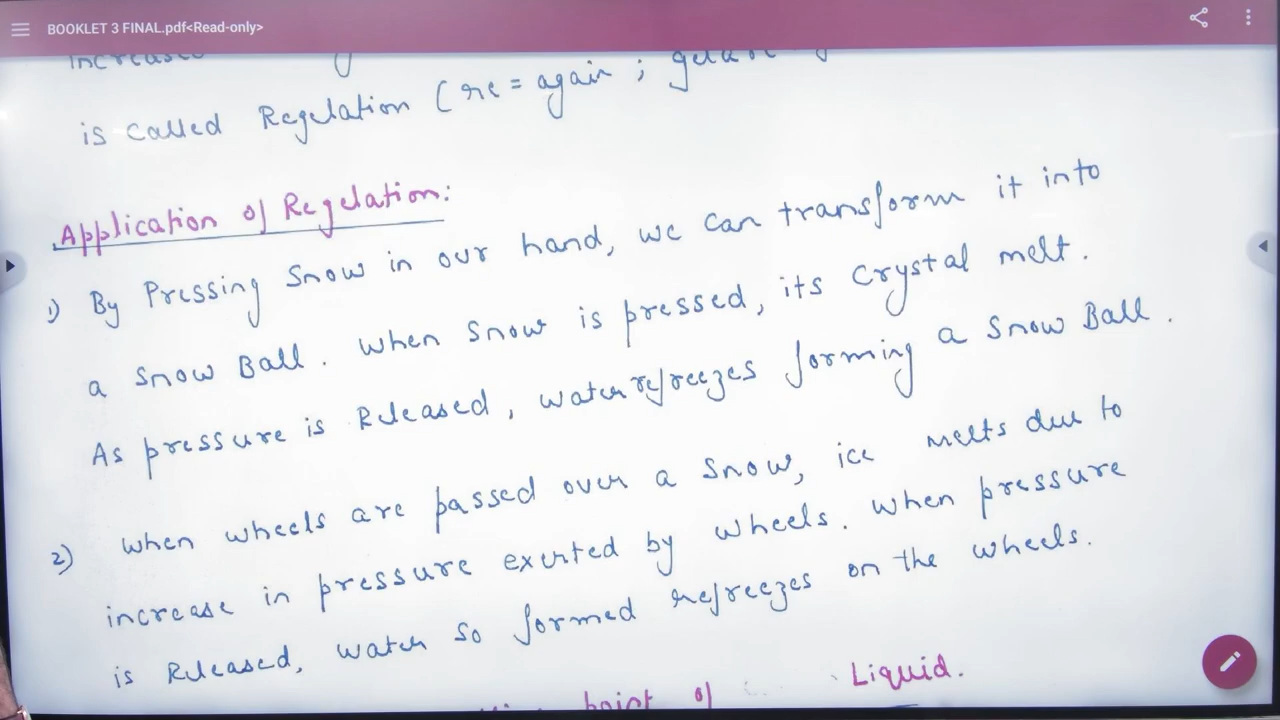 BOOKLET 3 FINAL.pdf<Read-only>
is called Regelation (re = again ;
Application of Regelation:
1) By Pressing Snow in our hand, we can transform it into
a Snow Ball. When Snow is pressed, its Crystal melt.
As pressure is Released, water refreezes forming a Snow Ball.
2) When wheels are passed over a Snow, ice melts due to
increase in pressure exerted by wheels. When pressure
is Released, water so formed refreezes on the wheels.
point of Liquid.